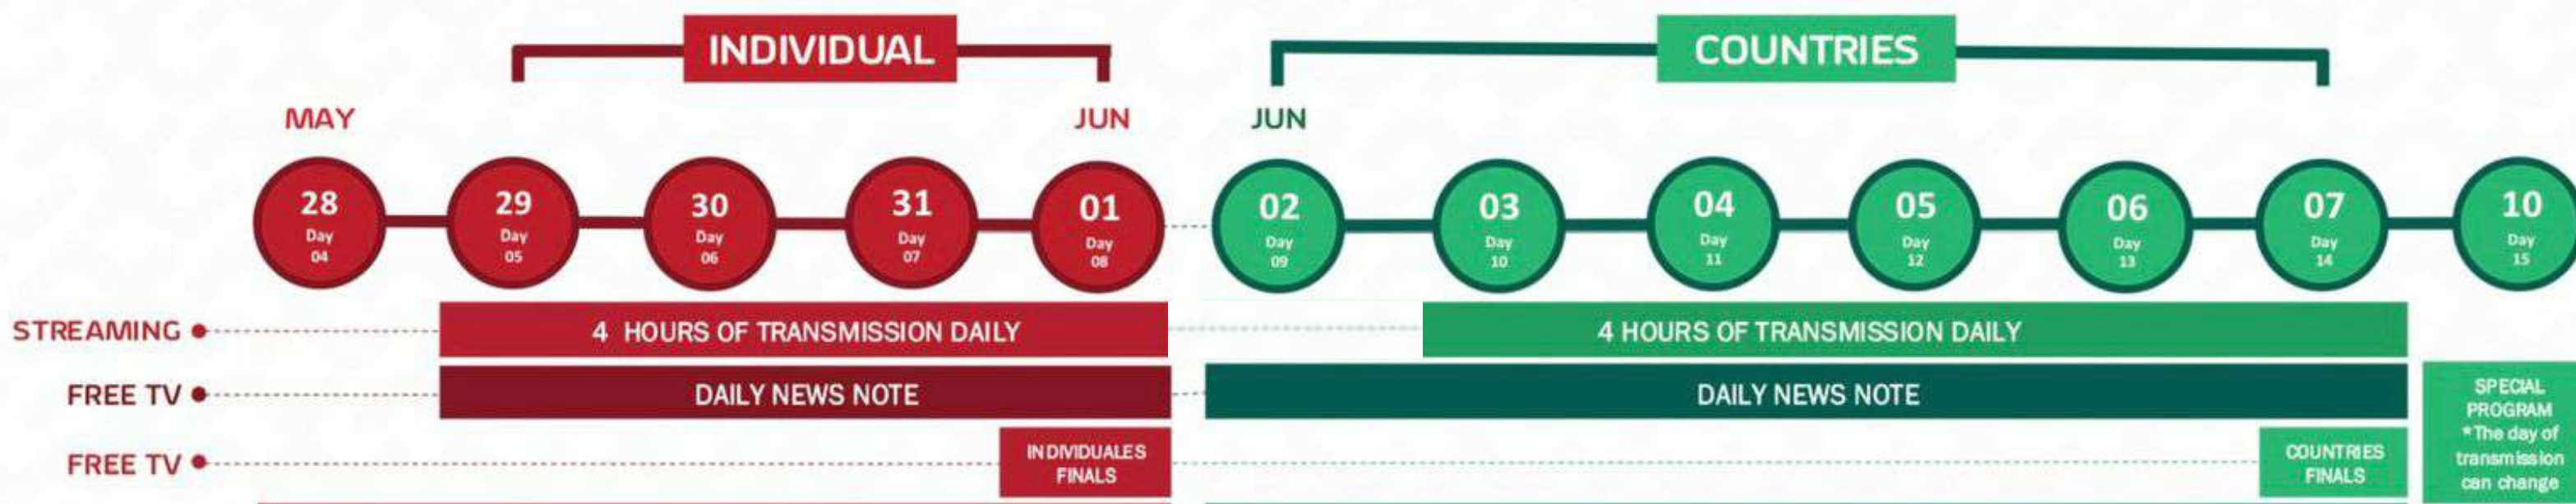 INDIVIDUAL
COUNTRIES
MAY
JUN
JUN
28
Day
04
29
Day
05
30
Day
06
31
Day
07
01
Day
08
02
Day
09
03
Day
10
04
Day
11
05
Day
12
06
Day
13
07
Day
14
10
Day
15
STREAMING
4 HOURS OF TRANSMISSION DAILY
4 HOURS OF TRANSMISSION DAILY
FREE TV
DAILY NEWS NOTE
DAILY NEWS NOTE
FREE TV
INDIVIDUALES
FINALS
COUNTRIES
FINALS
SPECIAL
PROGRAM
*The day of
transmission
can change